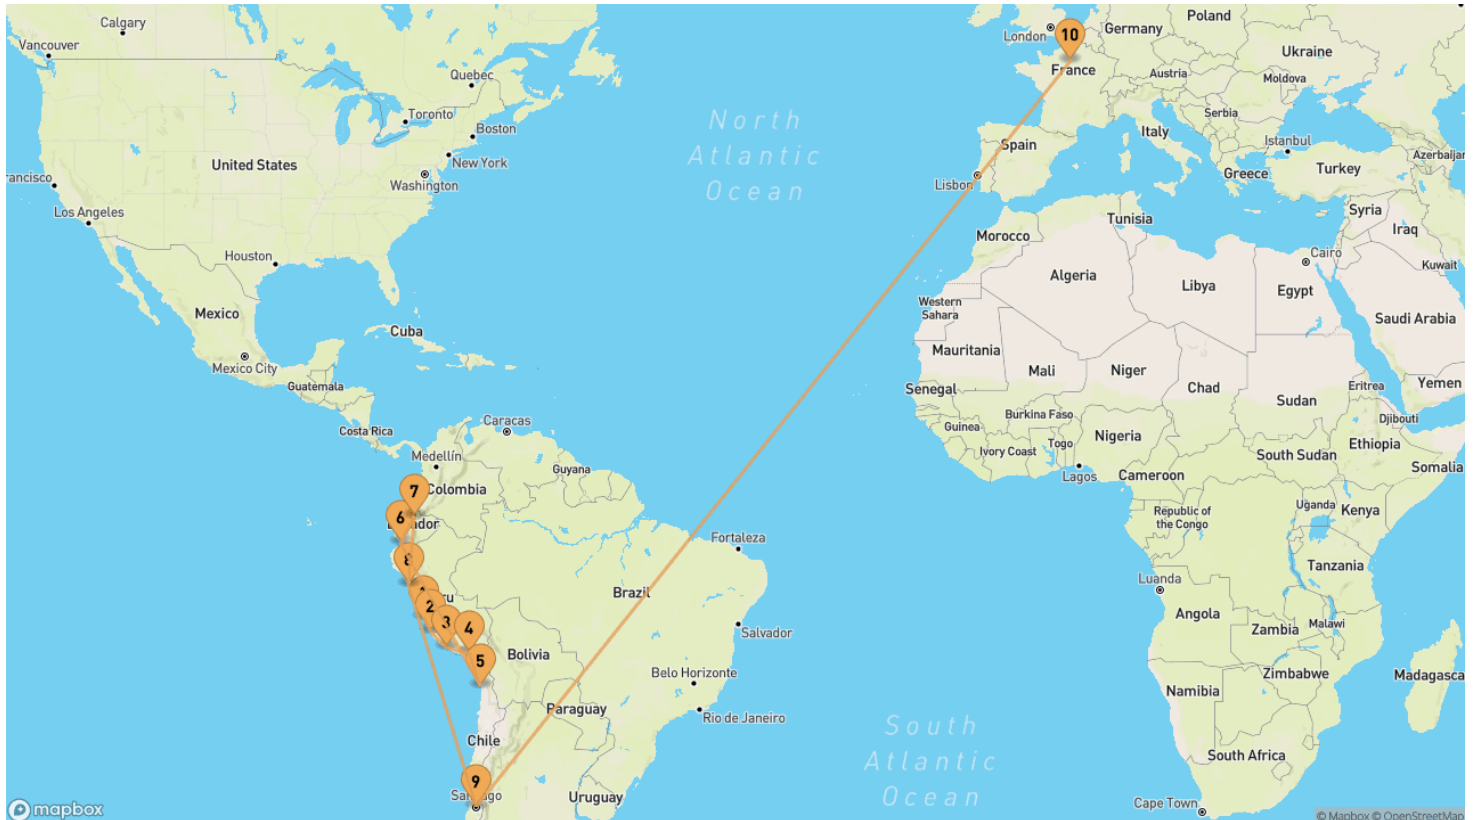 Calgary
Vancouver
Quebec
Toronto
Boston
New York
United States
Washington
rancisco
Los Angeles
Houston
Mexico
Mexico City
Cuba
Guatemala
Costa Rica
Caracas
Medellín
Colombia
Guyana
North
Atlantic
Ocean
London
10
France
Germany
Poland
Ukraine
Austria
Moldova
Serbia
Italy
Spain
Lisbon
Istanbul
Greece
Turkey
Azerbaijan
Syria
Iraq
Kuwait
Tunisia
Morocco
Algeria
Libya
Cairo
Egypt
Saudi Arabia
Western
Sahara
Mauritania
Mali
Niger
Chad
Sudan
Eritrea
Yemen
Senegal
Burkina Faso
Guinea
Ivory Coast
Togo
Nigeria
Djibouti
Ethiopia
South Sudan
Somalia
Lagos
Cameroon
Uganda
Kenya
Republic of
the Congo
Tanzania
Luanda
Angola
Zambia
Malawi
Zimbabwe
Namibia
Madagasca
South Africa
Cape Town
7
6
8
2
3
4
5
9
Fortaleza
Brazil
Salvador
Bolivia
Belo Horizonte
Rio de Janeiro
Paraguay
Chile
Uruguay
South
Atlantic
Ocean
mapbox
© Mapbox © OpenStreetMap